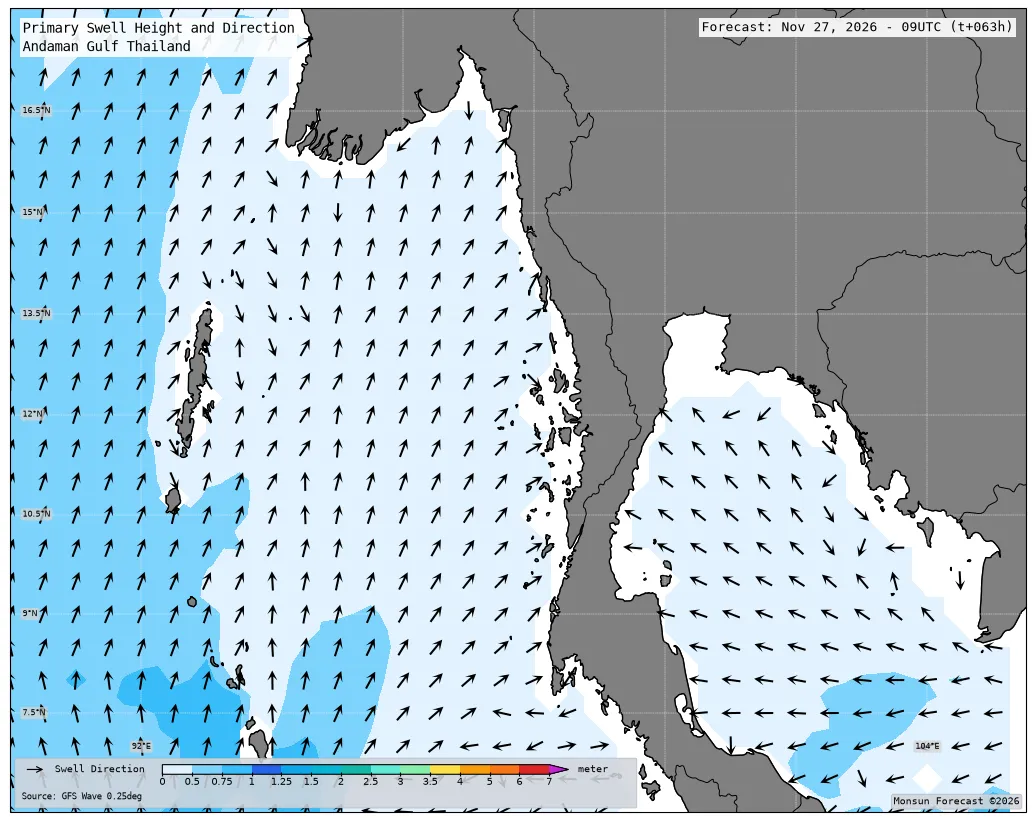 Primary Swell Height and Direction
Andaman Gulf Thailand
Forecast: Nov 27, 2026 - 09UTC (t+063h)
16.5°N
15°N
13.5°N
12°N
10.5°N
9°N
7.5°N
92°E
104°E
Swell Direction
meter
0 0.5 0.75 1 1.25 1.5 2 2.5 3 3.5 4 5 6 7
Source: GFS Wave 0.25deg
Monsun Forecast ©2026